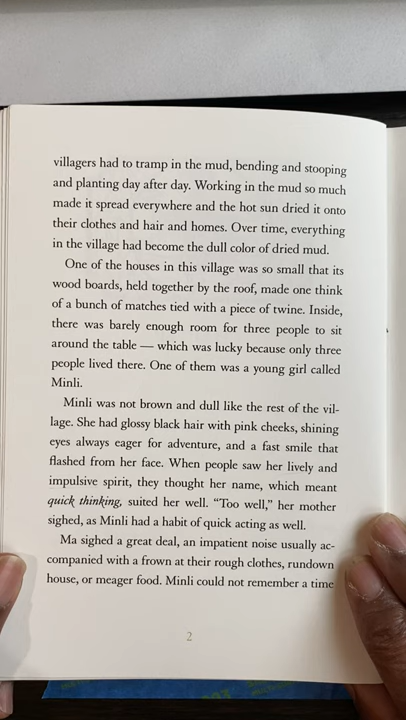 villagers had to tramp in the mud, bending and stooping
and planting day after day. Working in the mud so much
made it spread everywhere and the hot sun dried it onto
their clothes and hair and homes. Over time, everything
in the village had become the dull color of dried mud.
One of the houses in this village was so small that its
wood boards, held together by the roof, made one think
of a bunch of matches tied with a piece of twine. Inside,
there was barely enough room for three people to sit
around the table — which was lucky because only three
people lived there. One of them was a young girl called
Minli.
Minli was not brown and dull like the rest of the vil-
lage. She had glossy black hair with pink cheeks, shining
eyes always eager for adventure, and a fast smile that
flashed from her face. When people saw her lively and
impulsive spirit, they thought her name, which meant
quick thinking, suited her well. “Too well,” her mother
sighed, as Minli had a habit of quick acting as well.
Ma sighed a great deal, an impatient noise usually ac-
companied with a frown at their rough clothes, rundown
house, or meager food. Minli could not remember a time
2